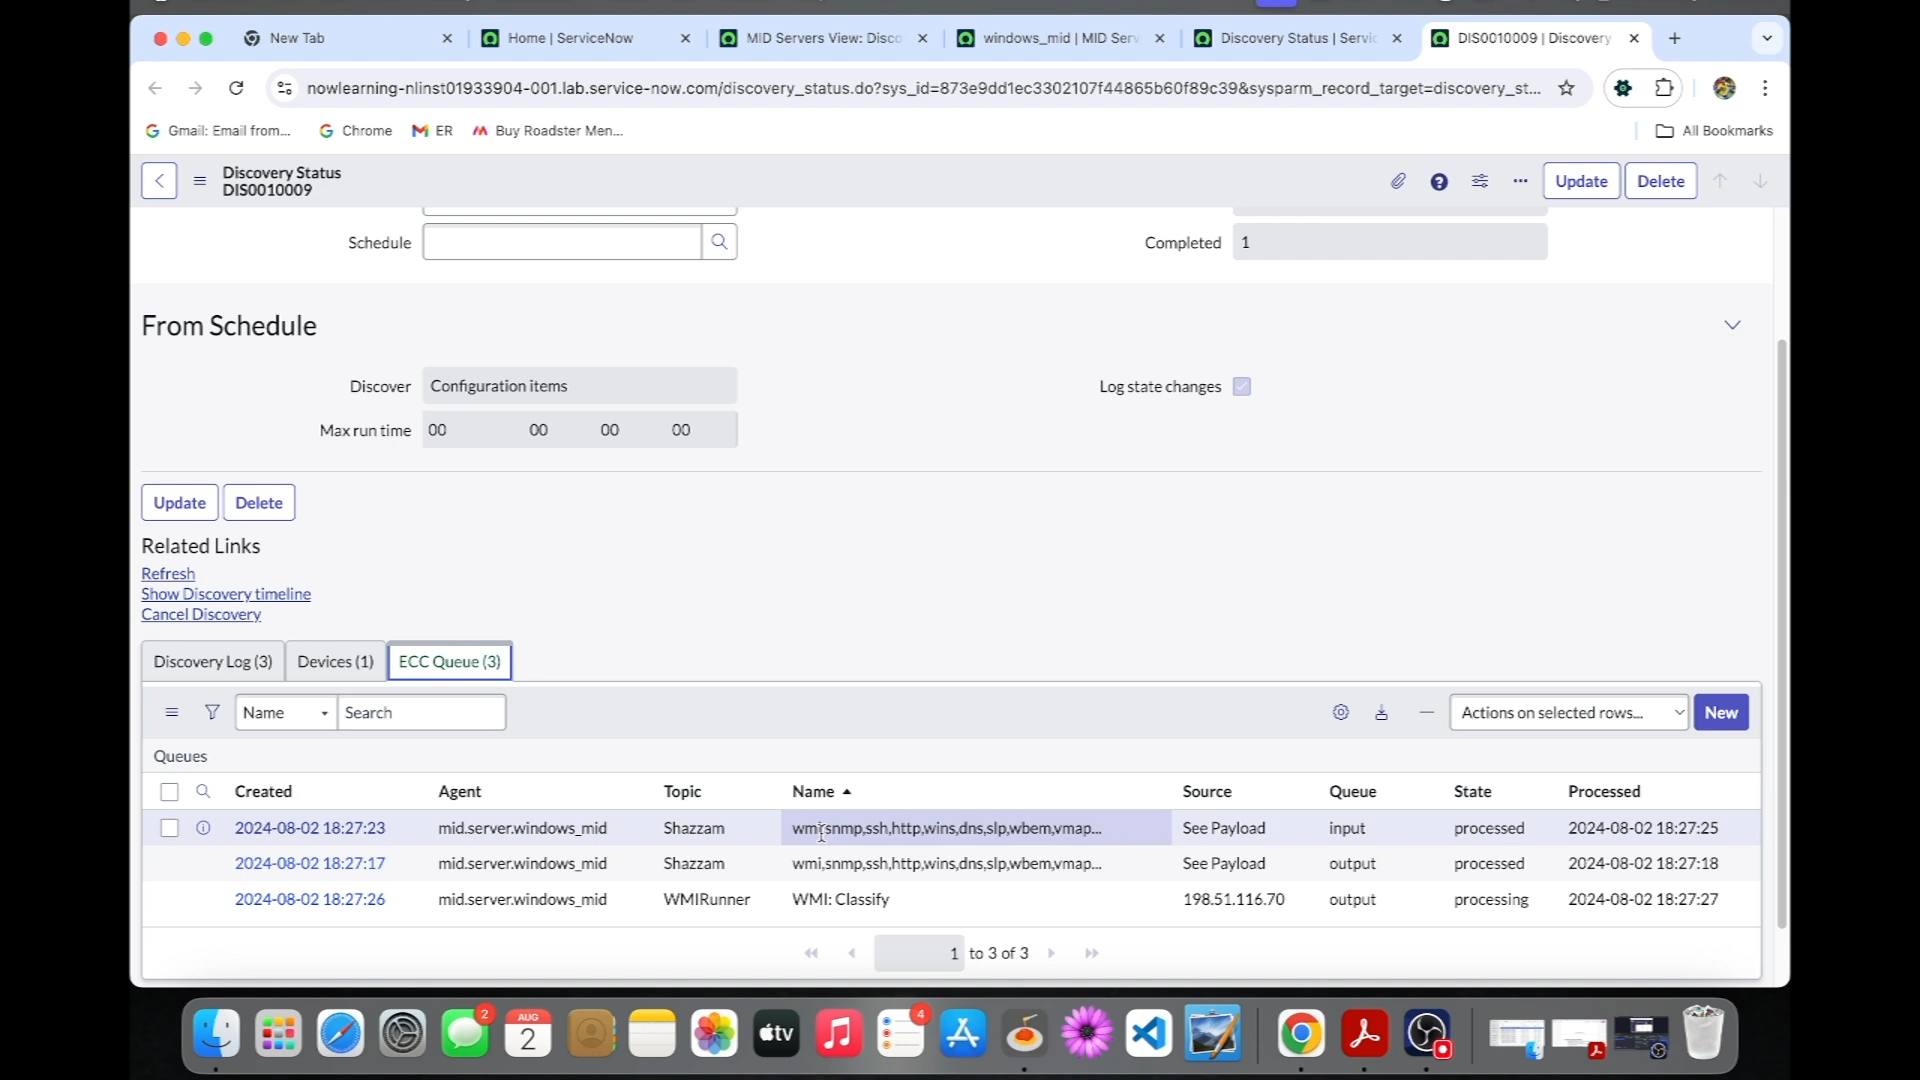 New Tab
Home | ServiceNow
MID Servers View: Disco
windows_mid | MID Serv
Discovery Status | Servic
DIS0010009 | Discovery
nowlearning-nlinst01933904-001.lab.service-now.com/discovery_status.do?sys_id=873e9dd1ec3302107f44865b60f89c39&sysparm_record_target=discovery_st...
Gmail: Email from...
Chrome
ER
Buy Roadster Men...
All Bookmarks
Discovery Status
DIS0010009
Update
Delete
Schedule
Completed
1
From Schedule
Discover
Configuration items
Log state changes
Max run time
00 00 00 00
Update
Delete
Related Links
Refresh
Show Discovery timeline
Cancel Discovery
Discovery Log (3)
Devices (1)
ECC Queue (3)
Name
Search
Actions on selected rows...
New
Queues
Created Agent Topic Name Source Queue State Processed
2024-08-02 18:27:23 mid.server.windows_mid Shazzam wmi,snmp,ssh,http,wins,dns,slp,wbem,vmap... See Payload input processed 2024-08-02 18:27:25
2024-08-02 18:27:17 mid.server.windows_mid Shazzam wmi,snmp,ssh,http,wins,dns,slp,wbem,vmap... See Payload output processed 2024-08-02 18:27:18
2024-08-02 18:27:26 mid.server.windows_mid WMIRunner WMI: Classify 198.51.116.70 output processing 2024-08-02 18:27:27
1 to 3 of 3
2
AUG
2
tv
4